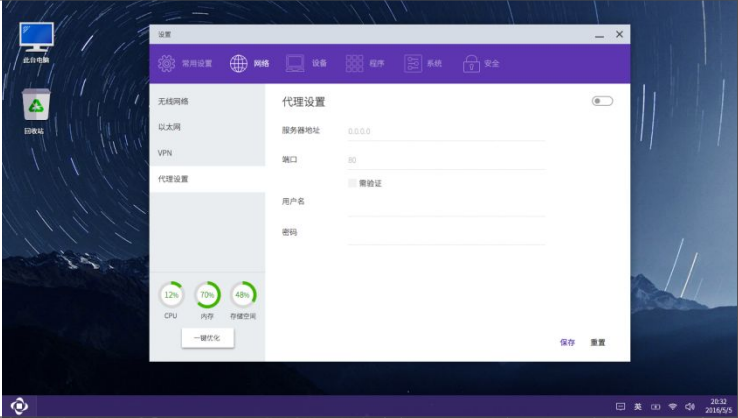 此台电脑
回收站
设置
常用设置 网络 设备 程序 系统 安全
无线网络
以太网
VPN
代理设置
代理设置
服务器地址 0.0.0.0
端口 80
需验证
用户名
密码
12% 70% 48%
CPU 内存 存储空间
一键优化
保存 重置
英
20:32
2016/5/5